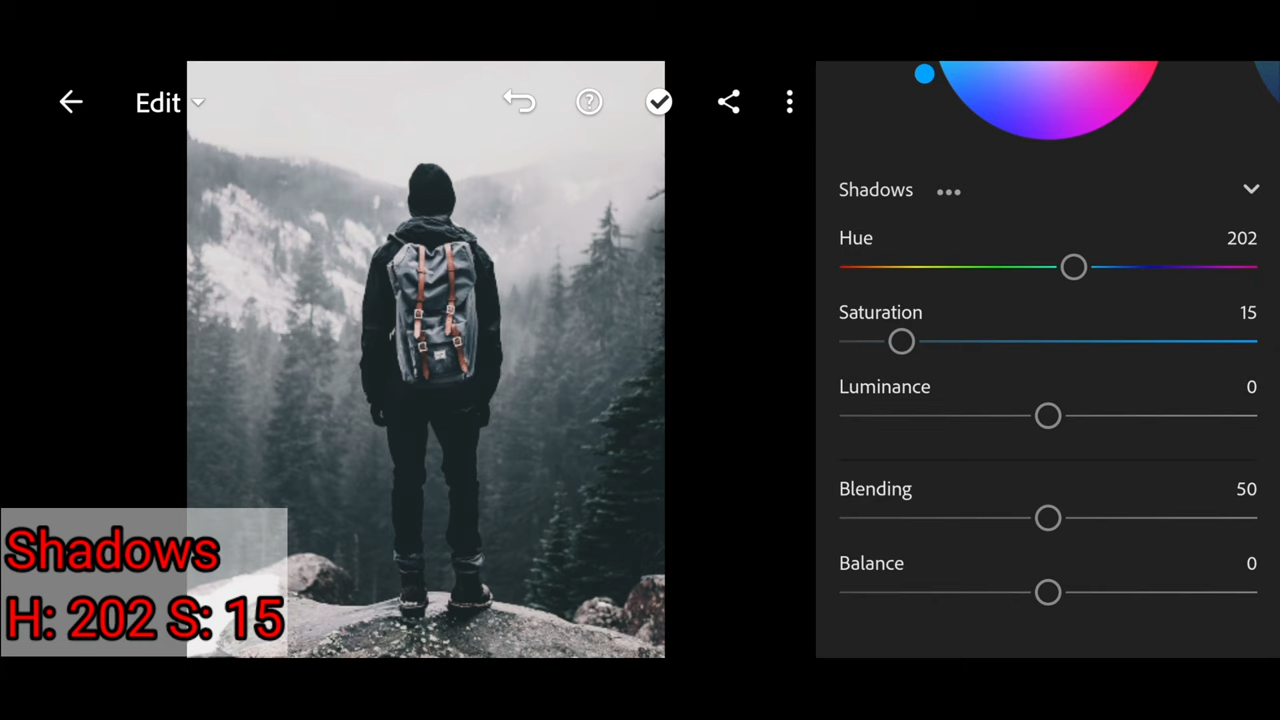 Edit
Shadows
Hue 202
Saturation 15
Luminance 0
Blending 50
Balance 0
Shadows
H: 202 S: 15